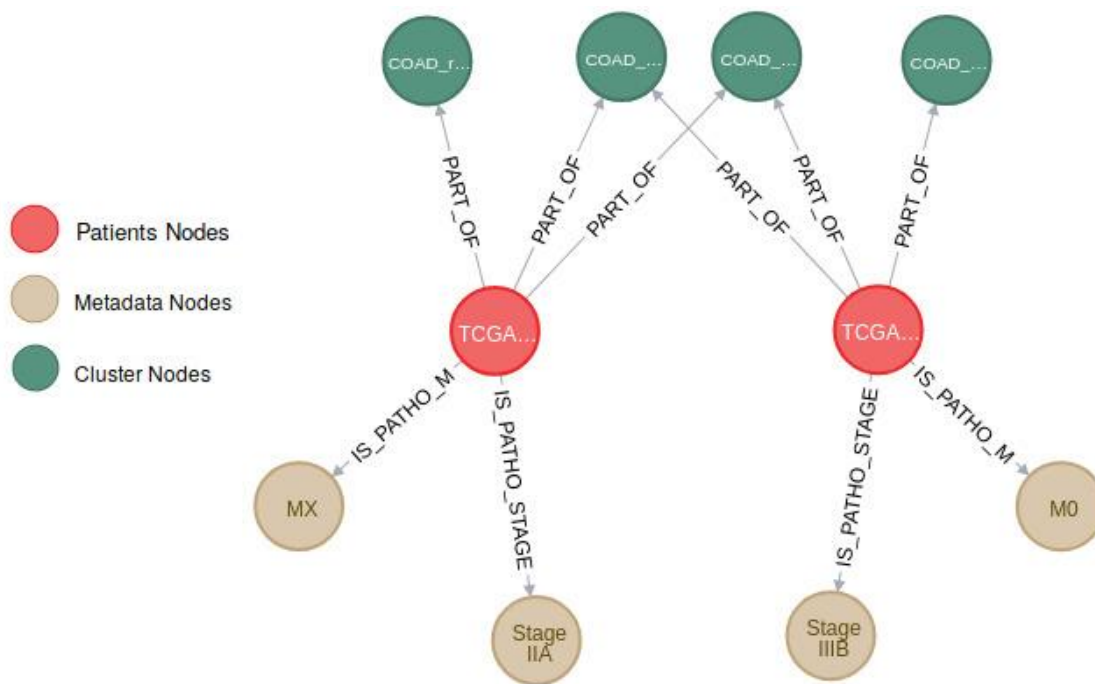 COAD_r...
COAD_...
COAD_...
COAD_...
PART_OF
PART_OF
PART_OF
PART_OF
PART_OF
PART_OF
Patients Nodes
Metadata Nodes
Cluster Nodes
TCGA...
TCGA...
IS_PATHO_M
IS_PATHO_STAGE
IS_PATHO_STAGE
IS_PATHO_M
MX
M0
Stage
IIA
Stage
IIIB